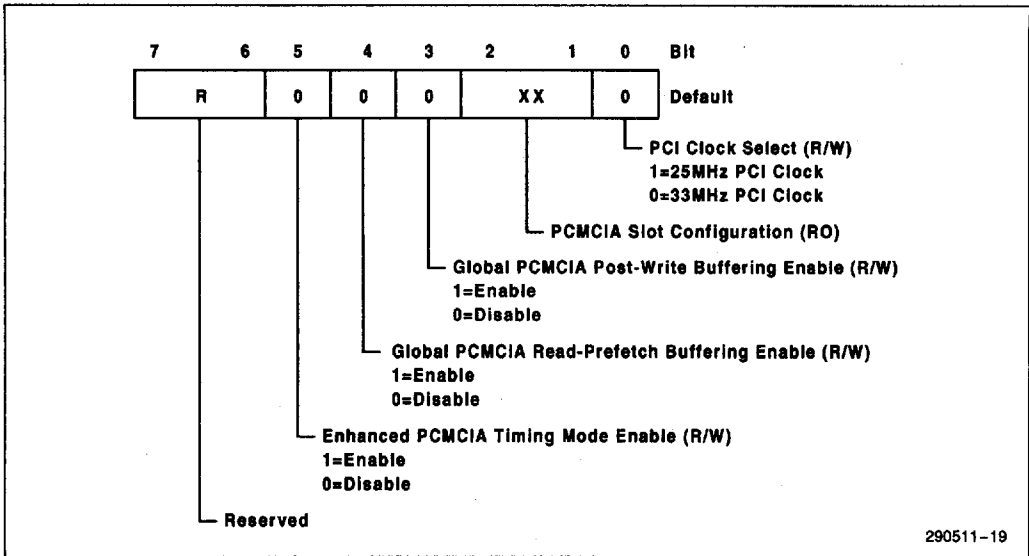 7 6 5 4 3 2 1 0 Bit
R 0 0 0 XX 0 Default
PCI Clock Select (R/W)
1=25MHz PCI Clock
0=33MHz PCI Clock
PCMCIA Slot Configuration (RO)
Global PCMCIA Post-Write Buffering Enable (R/W)
1=Enable
0=Disable
Global PCMCIA Read-Prefetch Buffering Enable (R/W)
1=Enable
0=Disable
Enhanced PCMCIA Timing Mode Enable (R/W)
1=Enable
0=Disable
Reserved
290511-19